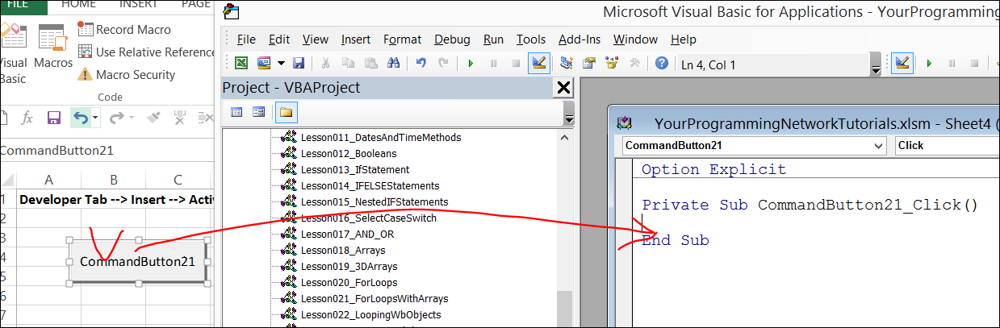 FILE HOME INSERT PAGE
Visual Basic
Macros
Record Macro
Use Relative Reference
Macro Security
Code
fx
CommandButton21
A B C
1 Developer Tab --> Insert --> Acti
2
3
4
5
6
7
CommandButton21
Microsoft Visual Basic for Applications - YourProgramming
File Edit View Insert Format Debug Run Tools Add-Ins Window Help
Ln 4, Col 1
Project - VBAProject
Lesson011_DatesAndTimeMethods
Lesson012_Booleans
Lesson013_IfStatement
Lesson014_IFELSEStatements
Lesson015_NestedIFStatements
Lesson016_SelectCaseSwitch
Lesson017_AND_OR
Lesson018_Arrays
Lesson019_3DArrays
Lesson020_ForLoops
Lesson021_ForLoopsWithArrays
Lesson022_LoopingWbObjects
YourProgrammingNetworkTutorials.xlsm - Sheet4 (
CommandButton21 Click
Option Explicit
Private Sub CommandButton21_Click()
End Sub